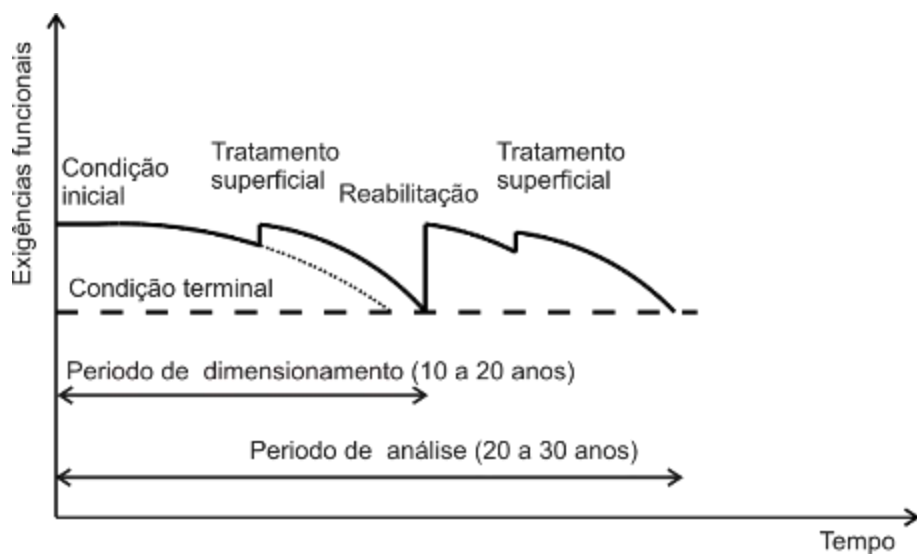 Exigências funcionais
Condição
inicial
Tratamento
superficial
Reabilitação
Tratamento
superficial
Condição terminal
Periodo de dimensionamento (10 a 20 anos)
Periodo de análise (20 a 30 anos)
Tempo